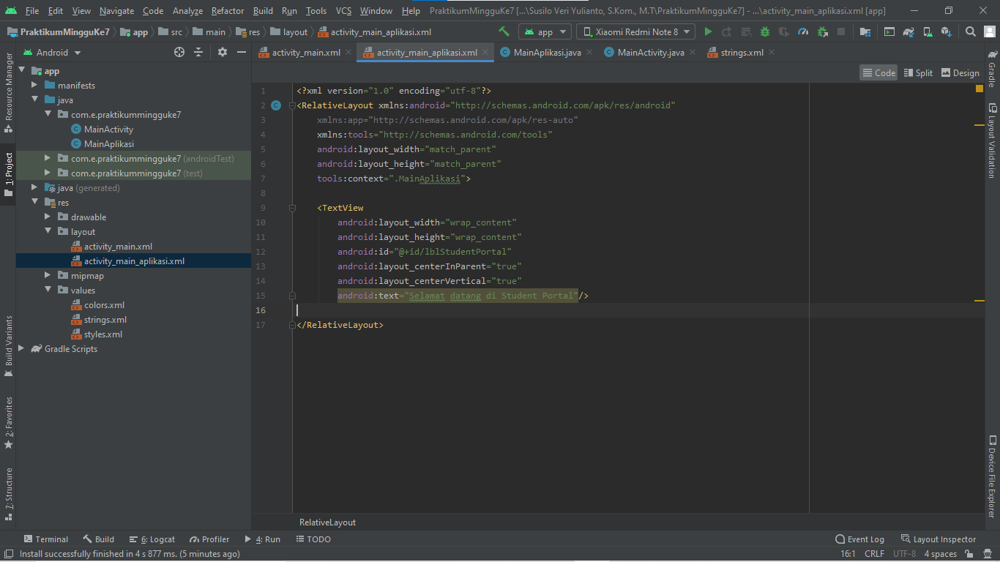 File Edit View Navigate Code Analyze Refactor Build Run Tools VCS Window Help PraktikumMingguKe7 [...\Susilo Veri Yulianto, S.Kom., M.T\PraktikumMingguKe7] - ...\activity_main_aplikasi.xml [app]
PraktikumMingguKe7 app src main res layout activity_main_aplikasi.xml app Xiaomi Redmi Note 8
Android activity_main.xml activity_main_aplikasi.xml MainAplikasi.java MainActivity.java strings.xml
Code Split Design
Resource Manager
1: Project
Build Variants
2: Favorites
7: Structure
app
manifests
java
com.e.praktikummingguke7
MainActivity
MainAplikasi
com.e.praktikummingguke7 (androidTest)
com.e.praktikummingguke7 (test)
java (generated)
res
drawable
layout
activity_main.xml
activity_main_aplikasi.xml
mipmap
values
colors.xml
strings.xml
styles.xml
Gradle Scripts
1 <?xml version="1.0" encoding="utf-8"?>
2 <RelativeLayout xmlns:android="http://schemas.android.com/apk/res/android"
3 xmlns:app="http://schemas.android.com/apk/res-auto"
4 xmlns:tools="http://schemas.android.com/tools"
5 android:layout_width="match_parent"
6 android:layout_height="match_parent"
7 tools:context=".MainAplikasi">
8
9 <TextView
10 android:layout_width="wrap_content"
11 android:layout_height="wrap_content"
12 android:id="@+id/lblStudentPortal"
13 android:layout_centerInParent="true"
14 android:layout_centerVertical="true"
15 android:text="Selamat datang di Student Portal"/>
16
17 </RelativeLayout>
Gradle
Layout Validation
Device File Explorer
RelativeLayout
Terminal Build 6: Logcat Profiler 4: Run TODO Event Log Layout Inspector
Install successfully finished in 4 s 877 ms. (5 minutes ago) 16:1 CRLF UTF-8 4 spaces